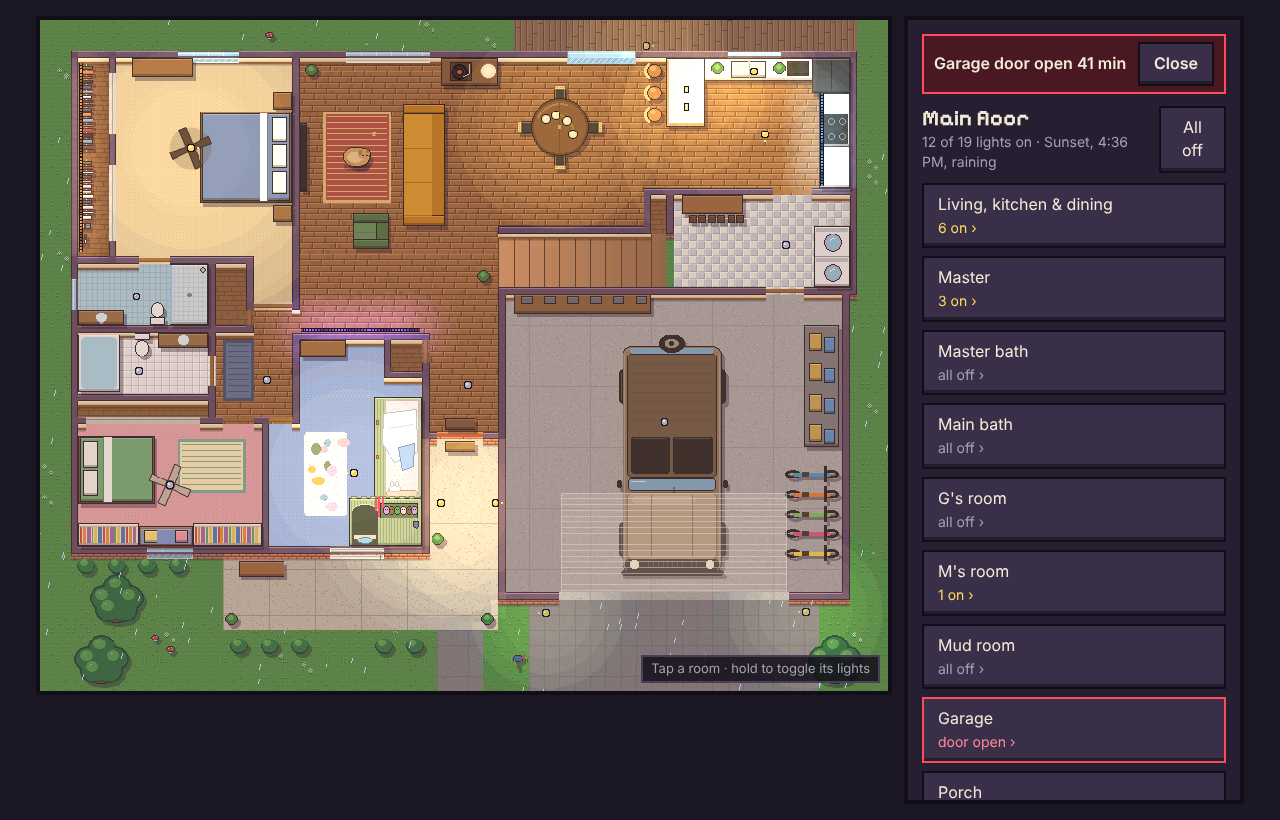 Garage door open 41 min
Close
Main floor
12 of 19 lights on · Sunset, 4:36
PM, raining
All
off
Living, kitchen & dining
6 on ›
Master
3 on ›
Master bath
all off ›
Main bath
all off ›
G's room
all off ›
M's room
1 on ›
Mud room
all off ›
Garage
door open ›
Porch
Tap a room · hold to toggle its lights